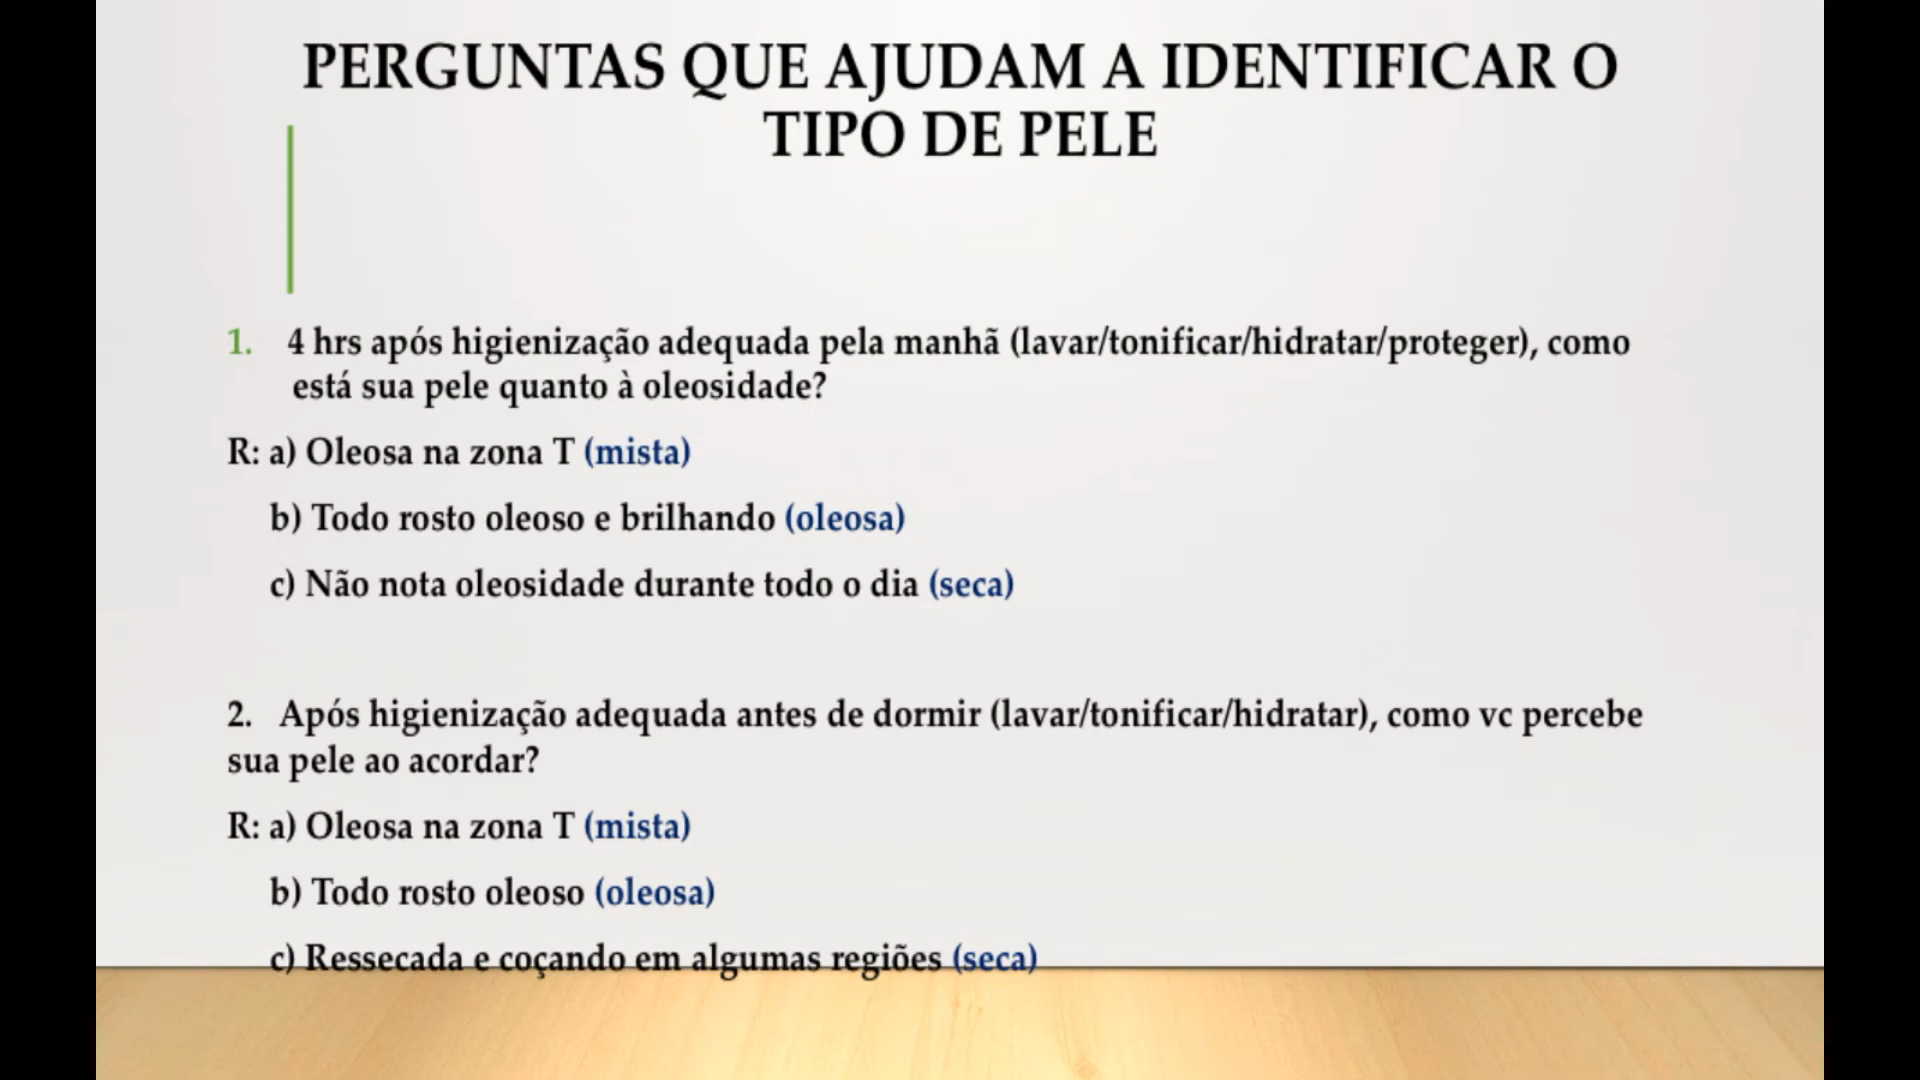 PERGUNTAS QUE AJUDAM A IDENTIFICAR O
TIPO DE PELE
1. 4 hrs após higienização adequada pela manhã (lavar/tonificar/hidratar/proteger), como
está sua pele quanto à oleosidade?
R: a) Oleosa na zona T (mista)
b) Todo rosto oleoso e brilhando (oleosa)
c) Não nota oleosidade durante todo o dia (seca)
2. Após higienização adequada antes de dormir (lavar/tonificar/hidratar), como vc percebe
sua pele ao acordar?
R: a) Oleosa na zona T (mista)
b) Todo rosto oleoso (oleosa)
c) Ressecada e coçando em algumas regiões (seca)